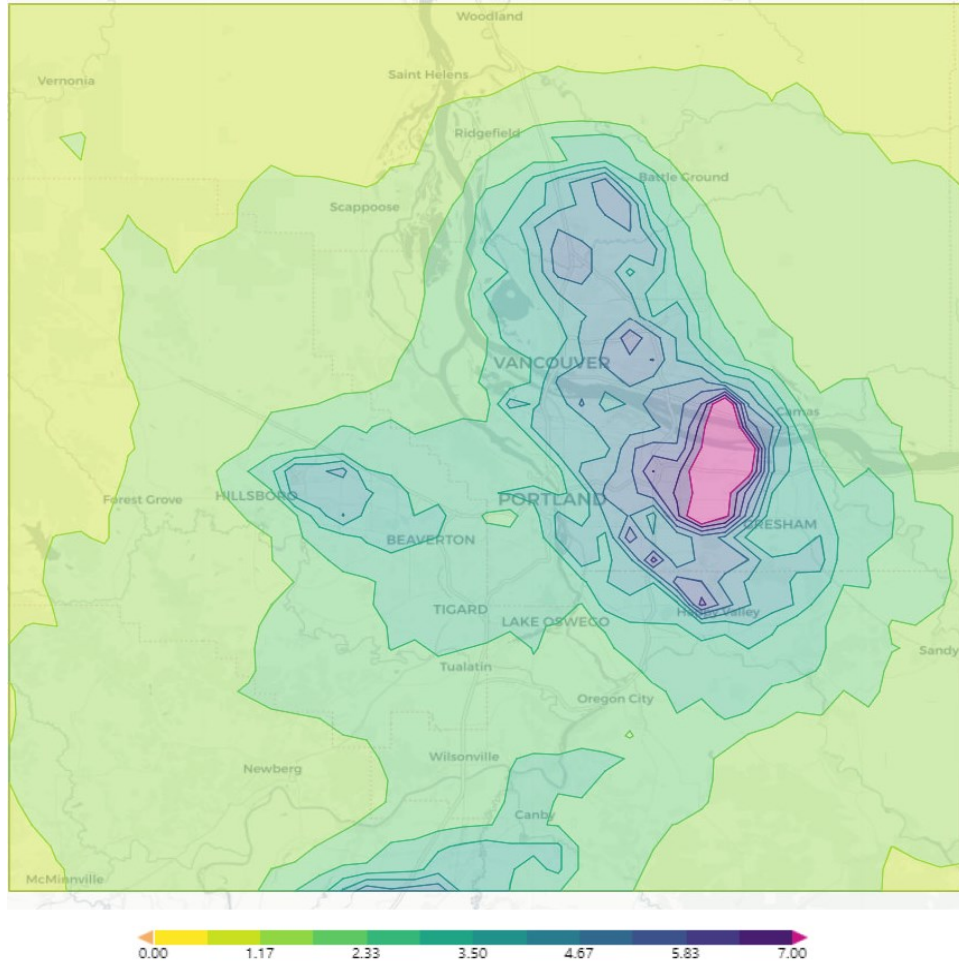 Woodland
Saint Helens
Vernonia
Ridgefield
Battle Ground
Scappoose
VANCOUVER
Camas
Forest Grove
HILLSBORO
PORTLAND
GRESHAM
BEAVERTON
TIGARD
Happy Valley
LAKE OSWEGO
Sandy
Tualatin
Oregon City
Wilsonville
Newberg
Canby
McMinnville
0.00 1.17 2.33 3.50 4.67 5.83 7.00